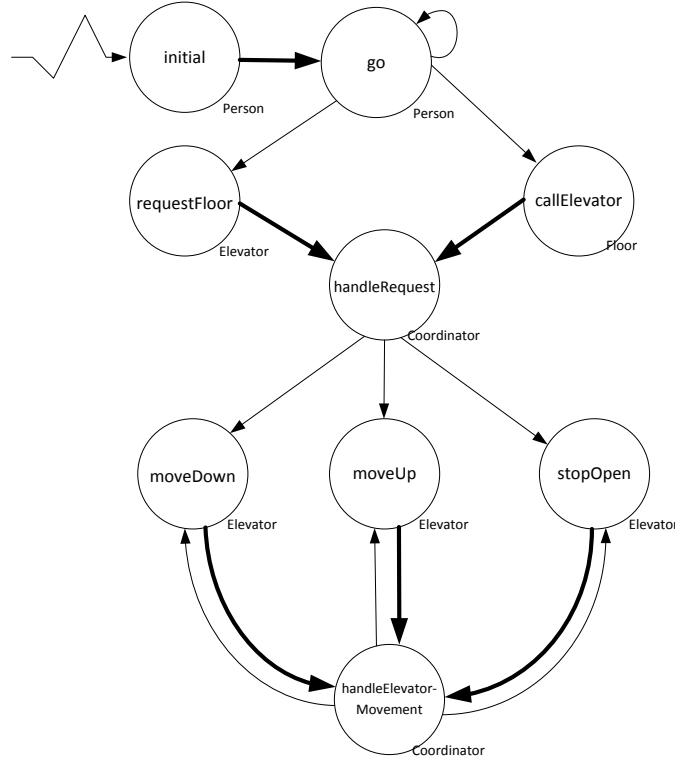 initial
Person
go
Person
requestFloor
Elevator
callElevator
Floor
handleRequest
Coordinator
moveDown
Elevator
moveUp
Elevator
stopOpen
Elevator
handleElevator-
Movement
Coordinator